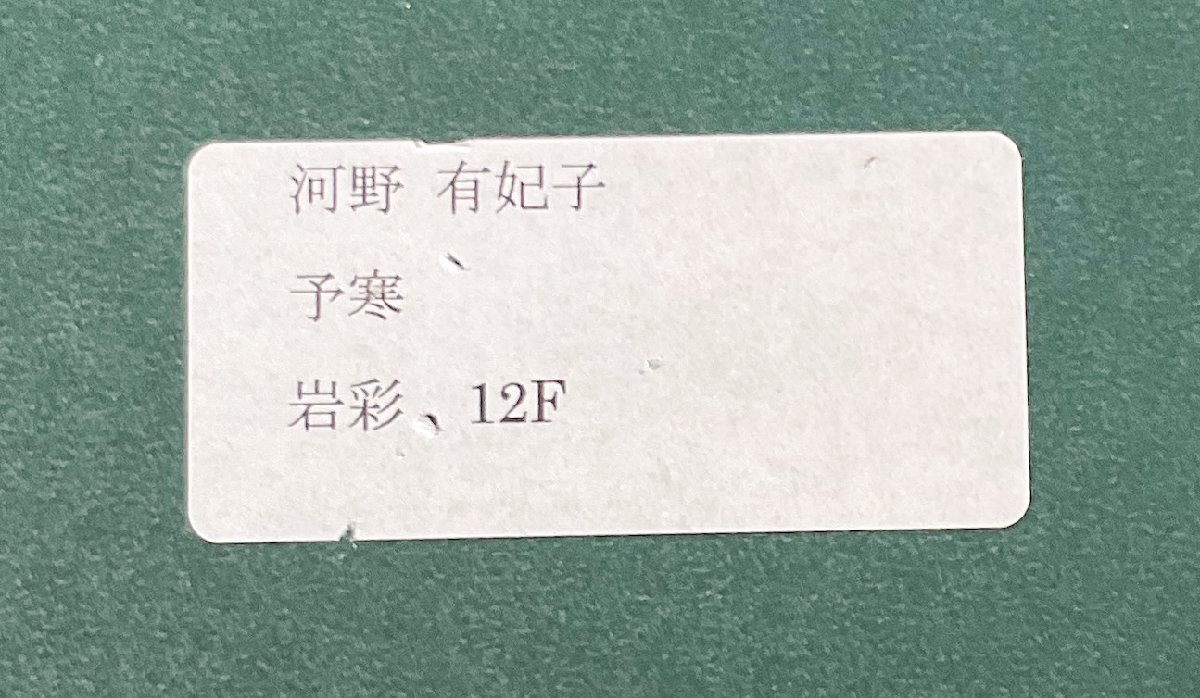 河野 有妃子
予寒
岩彩、12F